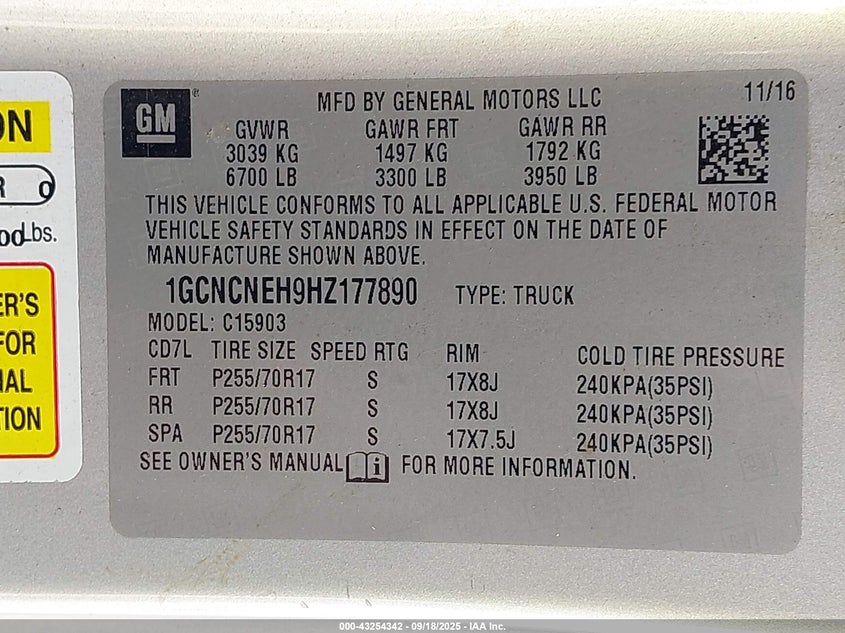 GM
®
MFD BY GENERAL MOTORS LLC
11/16
GVWR GAWR FRT GAWR RR
3039 KG 1497 KG 1792 KG
6700 LB 3300 LB 3950 LB
THIS VEHICLE CONFORMS TO ALL APPLICABLE U.S. FEDERAL MOTOR
VEHICLE SAFETY STANDARDS IN EFFECT ON THE DATE OF
MANUFACTURE SHOWN ABOVE.
1GCNCNEH9HZ177890 TYPE: TRUCK
MODEL: C15903
CD7L TIRE SIZE SPEED RTG RIM COLD TIRE PRESSURE
FRT P255/70R17 S 17X8J 240KPA(35PSI)
RR P255/70R17 S 17X8J 240KPA(35PSI)
SPA P255/70R17 S 17X7.5J 240KPA(35PSI)
SEE OWNER'S MANUAL i FOR MORE INFORMATION.
ON
R 0
00Lbs.
ER'S
FOR
NAL
TION
000-43254342 - 09/18/2025 - IAA Inc.